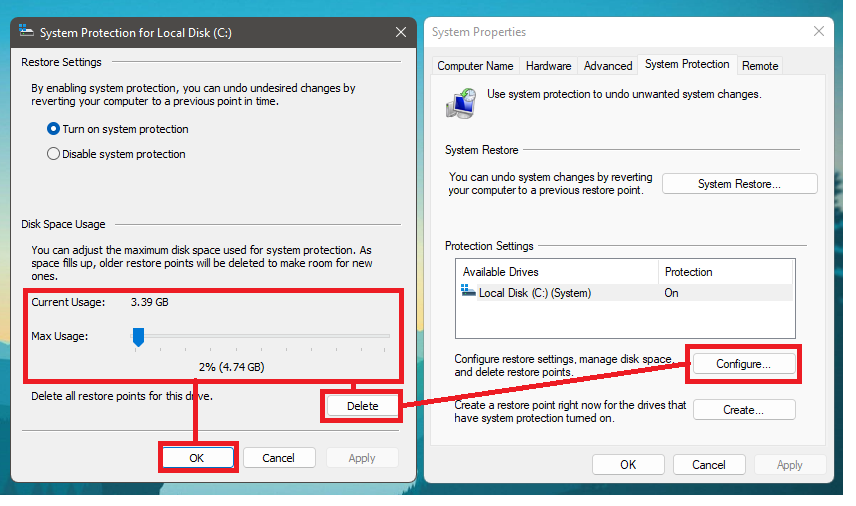 System Protection for Local Disk (C:)
Restore Settings
By enabling system protection, you can undo undesired changes by
reverting your computer to a previous point in time.
Turn on system protection
Disable system protection
Disk Space Usage
You can adjust the maximum disk space used for system protection. As
space fills up, older restore points will be deleted to make room for new
ones.
Current Usage: 3.39 GB
Max Usage:
2% (4.74 GB)
Delete all restore points for this drive.
Delete
OK Cancel Apply
System Properties
Computer Name Hardware Advanced System Protection Remote
Use system protection to undo unwanted system changes.
System Restore
You can undo system changes by reverting
your computer to a previous restore point.
System Restore...
Protection Settings
Available Drives Protection
Local Disk (C:) (System) On
Configure restore settings, manage disk space,
and delete restore points.
Configure...
Create a restore point right now for the drives that
have system protection turned on.
Create...
OK Cancel Apply